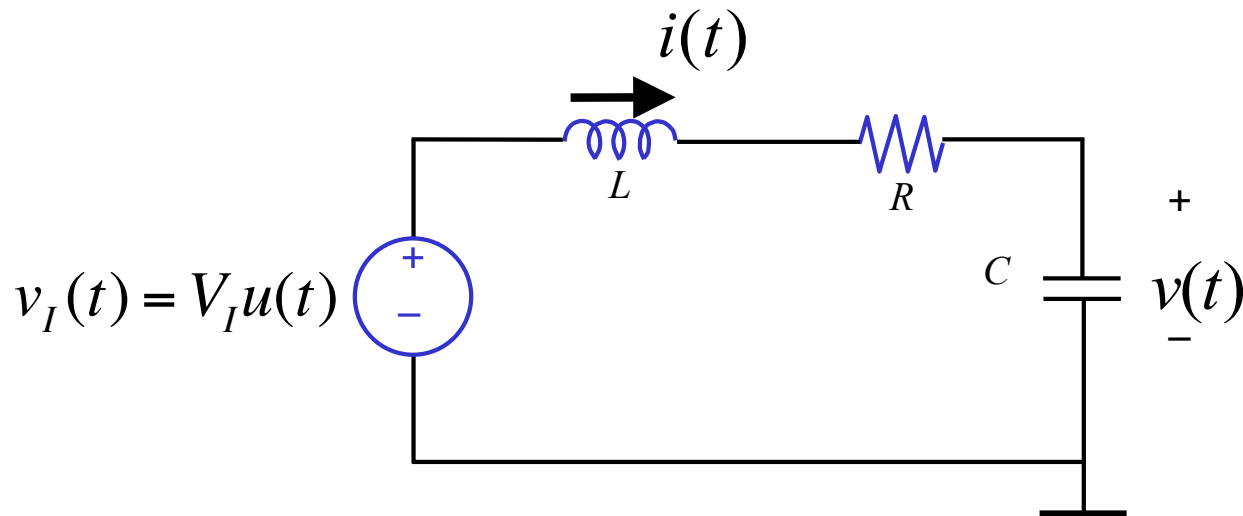 i(t)
L
R
+
+
C
v_I(t) = V_I u(t)
v(t)
−
−